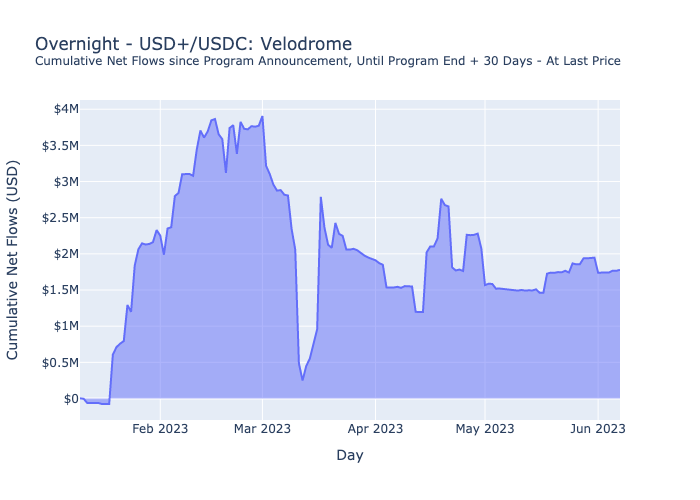 Overnight - USD+/USDC: Velodrome
Cumulative Net Flows since Program Announcement, Until Program End + 30 Days - At Last Price
Cumulative Net Flows (USD)
$4M
$3.5M
$3M
$2.5M
$2M
$1.5M
$1M
$0.5M
$0
Feb 2023 Mar 2023 Apr 2023 May 2023 Jun 2023
Day